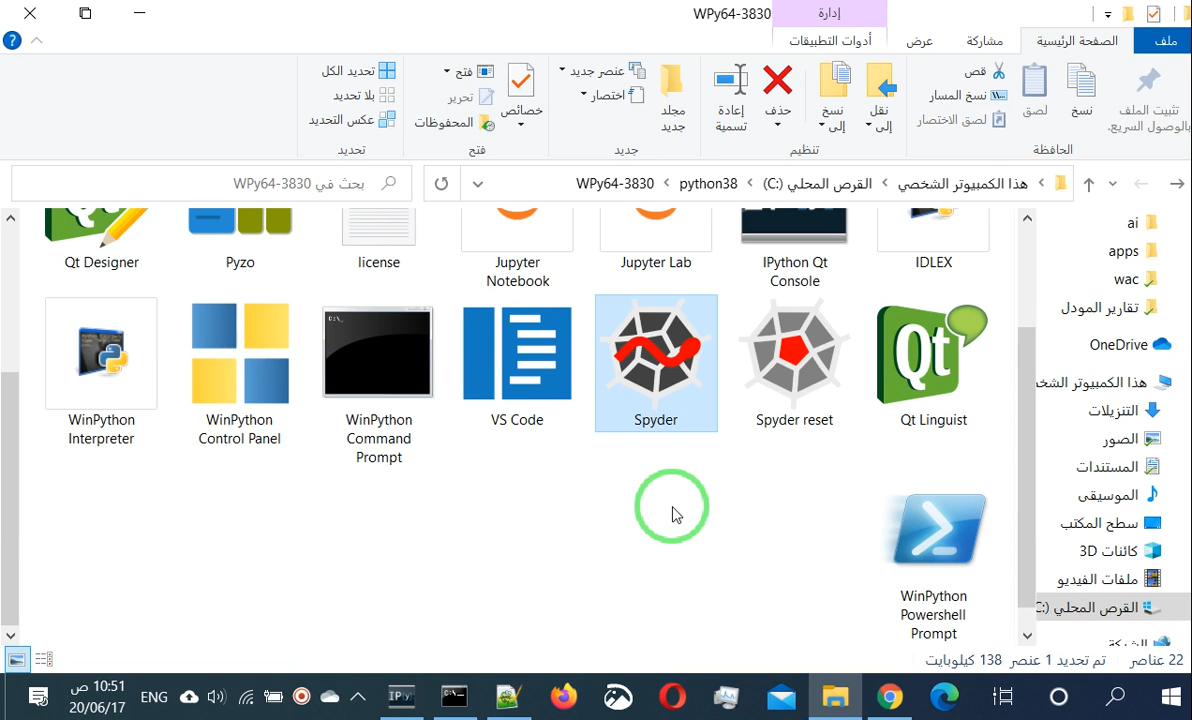 WPy64-3830
إدارة
ملف
الصفحة الرئيسية
مشاركة
عرض
أدوات التطبيقات
تثبيت الملف
بالوصول السريع.
نسخ
لصق
قص
نسخ المسار
لصق الاختصار
الحافظة
نقل
إلى
نسخ
إلى
حذف
إعادة
تسمية
تنظيم
مجلد
جديد
عنصر جديد
اختصار
جديد
خصائص
فتح
تحرير
المحفوظات
فتح
تحديد الكل
بلا تحديد
عكس التحديد
تحديد
هذا الكمبيوتر الشخصي
القرص المحلي (C:)
python38
WPy64-3830
بحث في WPy64-3830
ai
apps
wac
تقارير المودل
OneDrive
هذا الكمبيوتر الشخ
التنزيلات
الصور
المستندات
الموسيقى
سطح المكتب
كائنات 3D
ملفات الفيديو
القرص المحلي (C:
الشبكة
IDLEX
IPython Qt
Console
Jupyter Lab
Jupyter
Notebook
license
Pyzo
Qt Designer
Qt Linguist
Spyder reset
Spyder
VS Code
C:\_
WinPython
Command
Prompt
WinPython
Control Panel
WinPython
Interpreter
WinPython
Powershell
Prompt
22 عناصر
تم تحديد 1 عنصر 138 كيلوبايت
ENG
10:51 ص
20/06/17